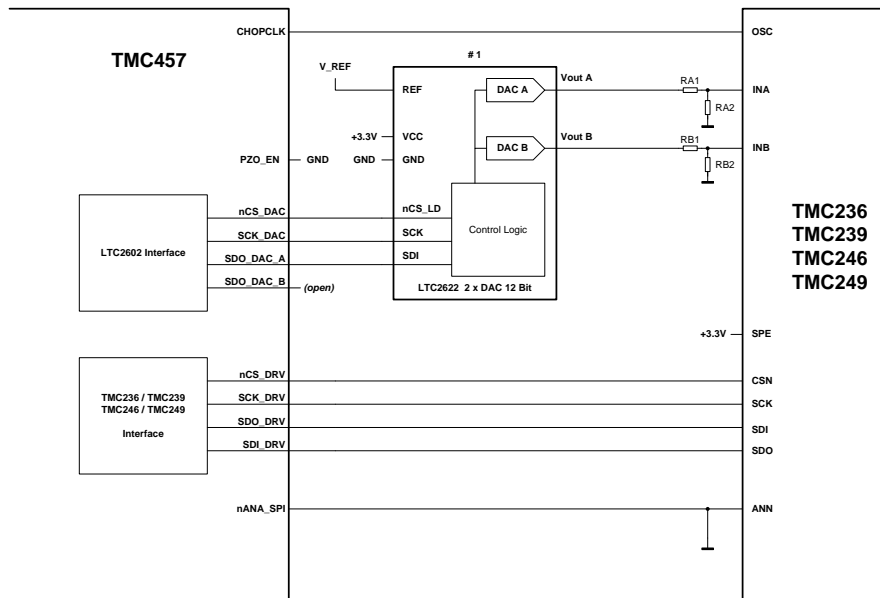 CHOPCLK
OSC
TMC457
# 1
V_REF
REF
DAC A
Vout A
RA1
INA
RA2
+3.3V
VCC
DAC B
Vout B
RB1
INB
PZO_EN
GND
GND
GND
RB2
nCS_DAC
nCS_LD
SCK_DAC
SCK
Control Logic
LTC2602 Interface
SDO_DAC_A
SDI
SDO_DAC_B
(open)
LTC2622 2 x DAC 12 Bit
TMC236
TMC239
TMC246
TMC249
+3.3V
SPE
nCS_DRV
CSN
TMC236 / TMC239
TMC246 / TMC249
Interface
SCK_DRV
SCK
SDO_DRV
SDI
SDI_DRV
SDO
nANA_SPI
ANN